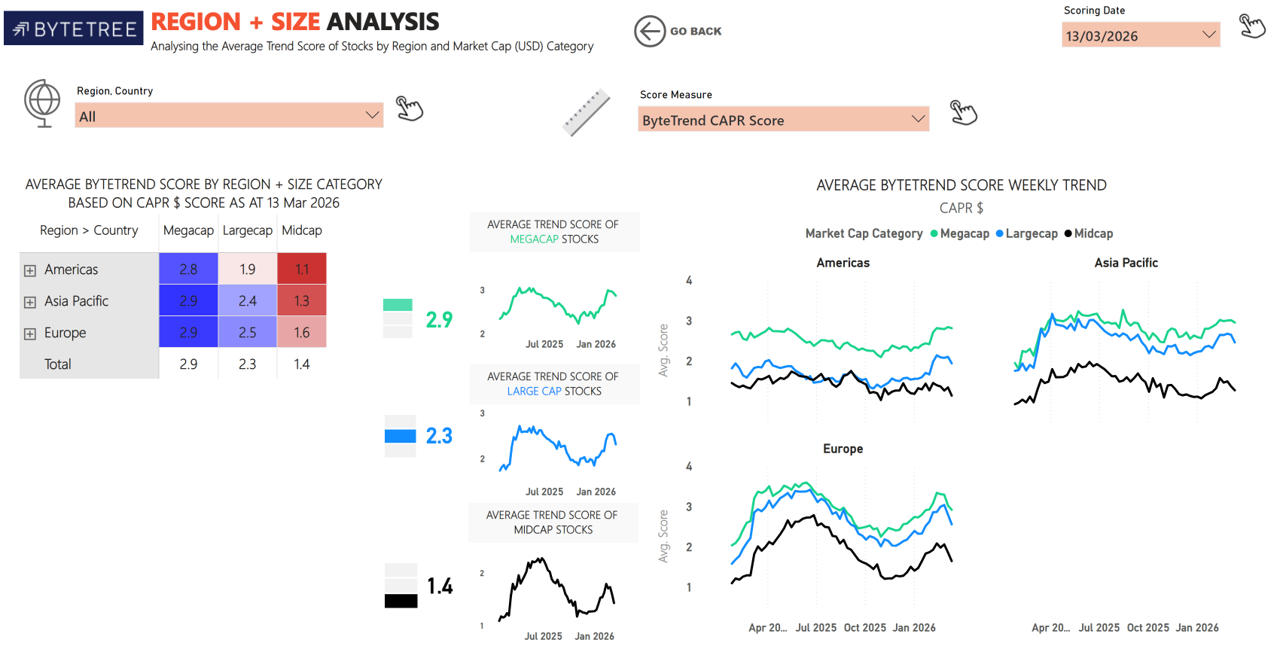 BYTETREE
REGION + SIZE ANALYSIS
Analysing the Average Trend Score of Stocks by Region and Market Cap (USD) Category
GO BACK
Scoring Date
13/03/2026
Region, Country
All
Score Measure
ByteTrend CAPR Score
AVERAGE BYTETREND SCORE BY REGION + SIZE CATEGORY
BASED ON CAPR $ SCORE AS AT 13 Mar 2026
Region > Country Megacap Largecap Midcap
Americas 2.8 1.9 1.1
Asia Pacific 2.9 2.4 1.3
Europe 2.9 2.5 1.6
Total 2.9 2.3 1.4
2.9
AVERAGE TREND SCORE OF
MEGACAP STOCKS
3
2
Jul 2025 Jan 2026
2.3
AVERAGE TREND SCORE OF
LARGE CAP STOCKS
3
2
Jul 2025 Jan 2026
1.4
AVERAGE TREND SCORE OF
MIDCAP STOCKS
2
1
Jul 2025 Jan 2026
AVERAGE BYTETREND SCORE WEEKLY TREND
CAPR $
Market Cap Category Megacap Largecap Midcap
Americas
Asia Pacific
Avg. Score
4
3
2
1
Europe
Avg. Score
4
3
2
1
Apr 20... Jul 2025 Oct 2025 Jan 2026
Apr 20... Jul 2025 Oct 2025 Jan 2026